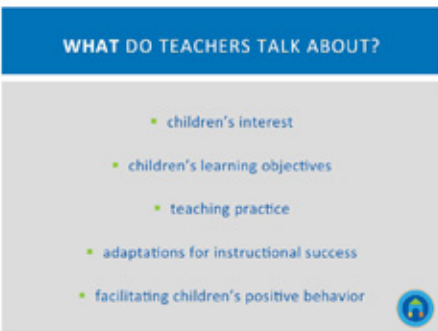 WHAT DO TEACHERS TALK ABOUT?
▪ children's interest
▪ children's learning objectives
▪ teaching practice
▪ adaptations for instructional success
▪ facilitating children's positive behavior